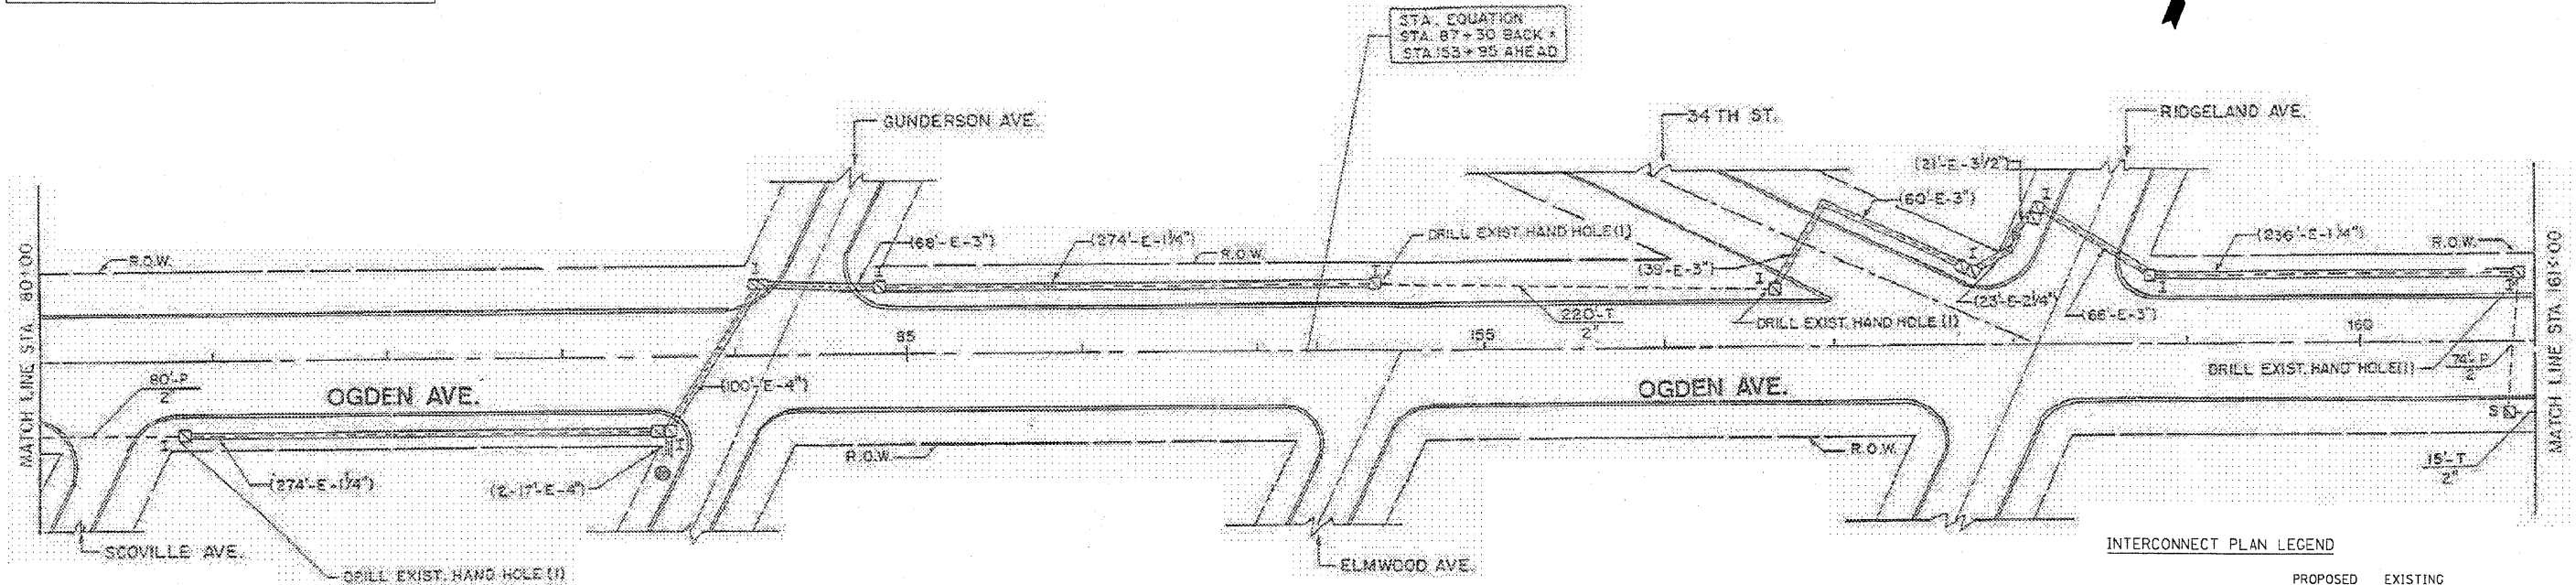 STA. EQUATION
STA. 87+30 BACK =
STA.153+95 AHEAD
GUNDERSON AVE.
34 TH ST.
RIDGELAND AVE.
(21'-E-3½")
(60'-E-3")
(68'-E-3")
(274'-E-1¼")
DRILL EXIST. HAND HOLE (1)
R.O.W.
R.O.W.
(236'-E-1¼")
R.O.W.
(39'-E-3")
I
I
I
I
I
I
I
I
(23'-E-2¼")
(66'-E-3")
220'-T
2"
DRILL EXIST. HAND HOLE (1)
MATCH LINE STA. 80+00
85
155
160
MATCH LINE STA. 161+00
80'-P
2"
OGDEN AVE.
(100'-E-4")
OGDEN AVE.
DRILL EXIST. HAND HOLE(1)
74'-P
2"
S
I
I
(274'-E-1¼")
(2-17'-E-4")
R.O.W.
R.O.W.
15'-T
2"
SCOVILLE AVE.
DRILL EXIST. HAND HOLE (1)
ELMWOOD AVE.
INTERCONNECT PLAN LEGEND
PROPOSED EXISTING